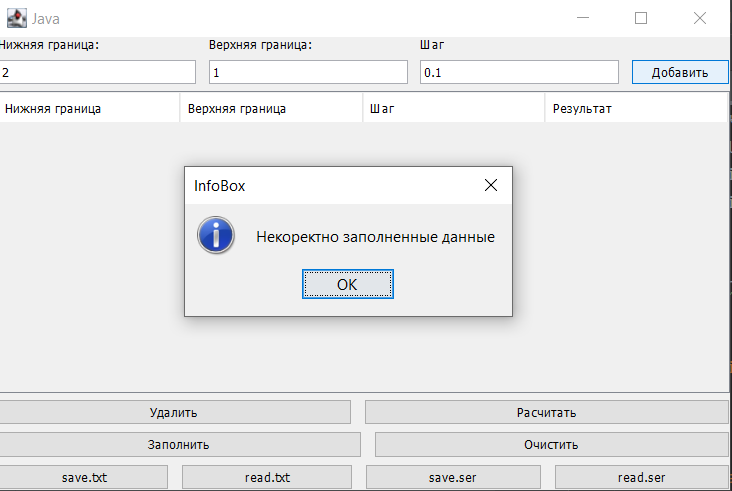 Java
Нижняя граница: Верхняя граница: Шаг
2 1 0.1 Добавить
Нижняя граница Верхняя граница Шаг Результат
InfoBox
Некоректно заполненные данные
OK
Удалить Расчитать
Заполнить Очистить
save.txt read.txt save.ser read.ser